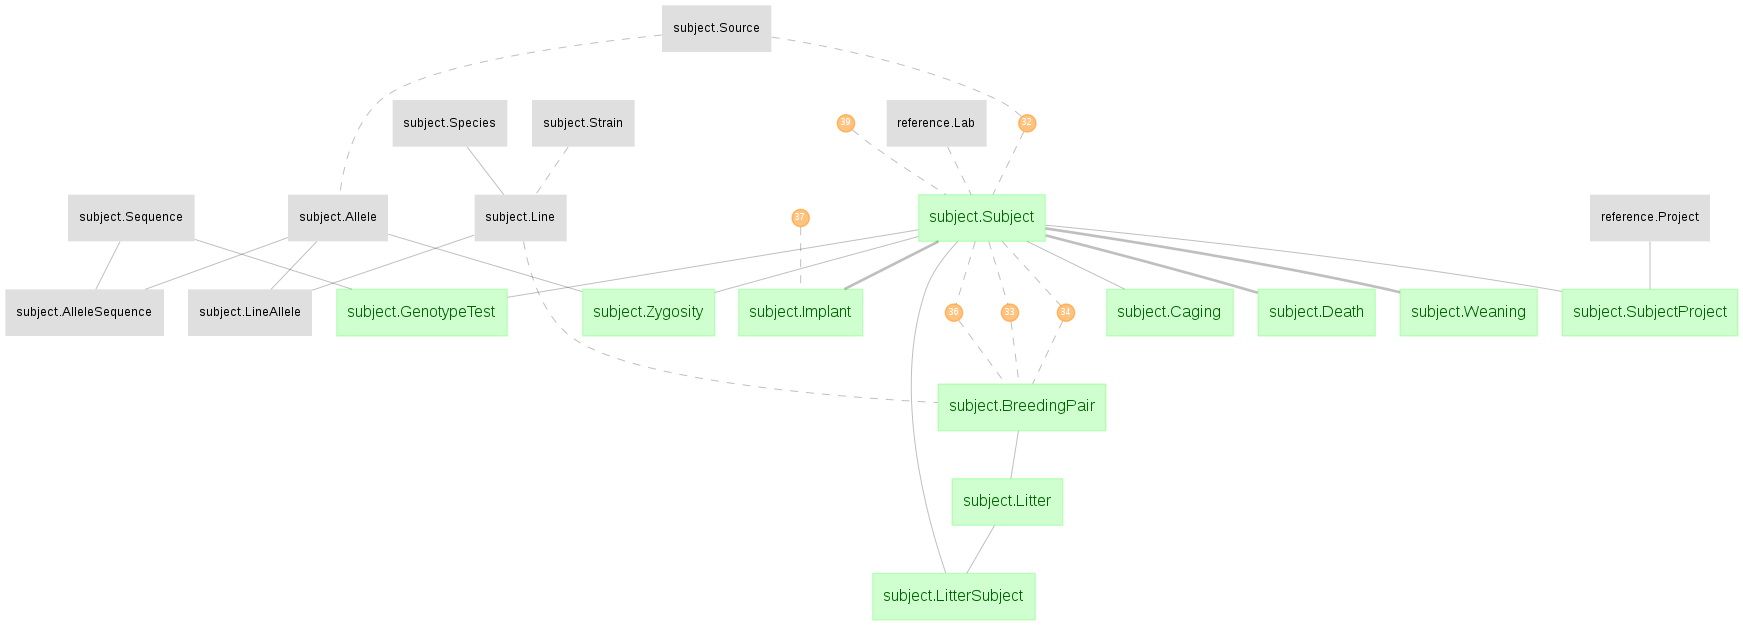 subject.Source
subject.Species
subject.Strain
39
reference.Lab
32
subject.Sequence
subject.Allele
subject.Line
37
subject.Subject
reference.Project
subject.AlleleSequence
subject.LineAllele
subject.GenotypeTest
subject.Zygosity
subject.Implant
36
33
34
subject.Caging
subject.Death
subject.Weaning
subject.SubjectProject
subject.BreedingPair
subject.Litter
subject.LitterSubject